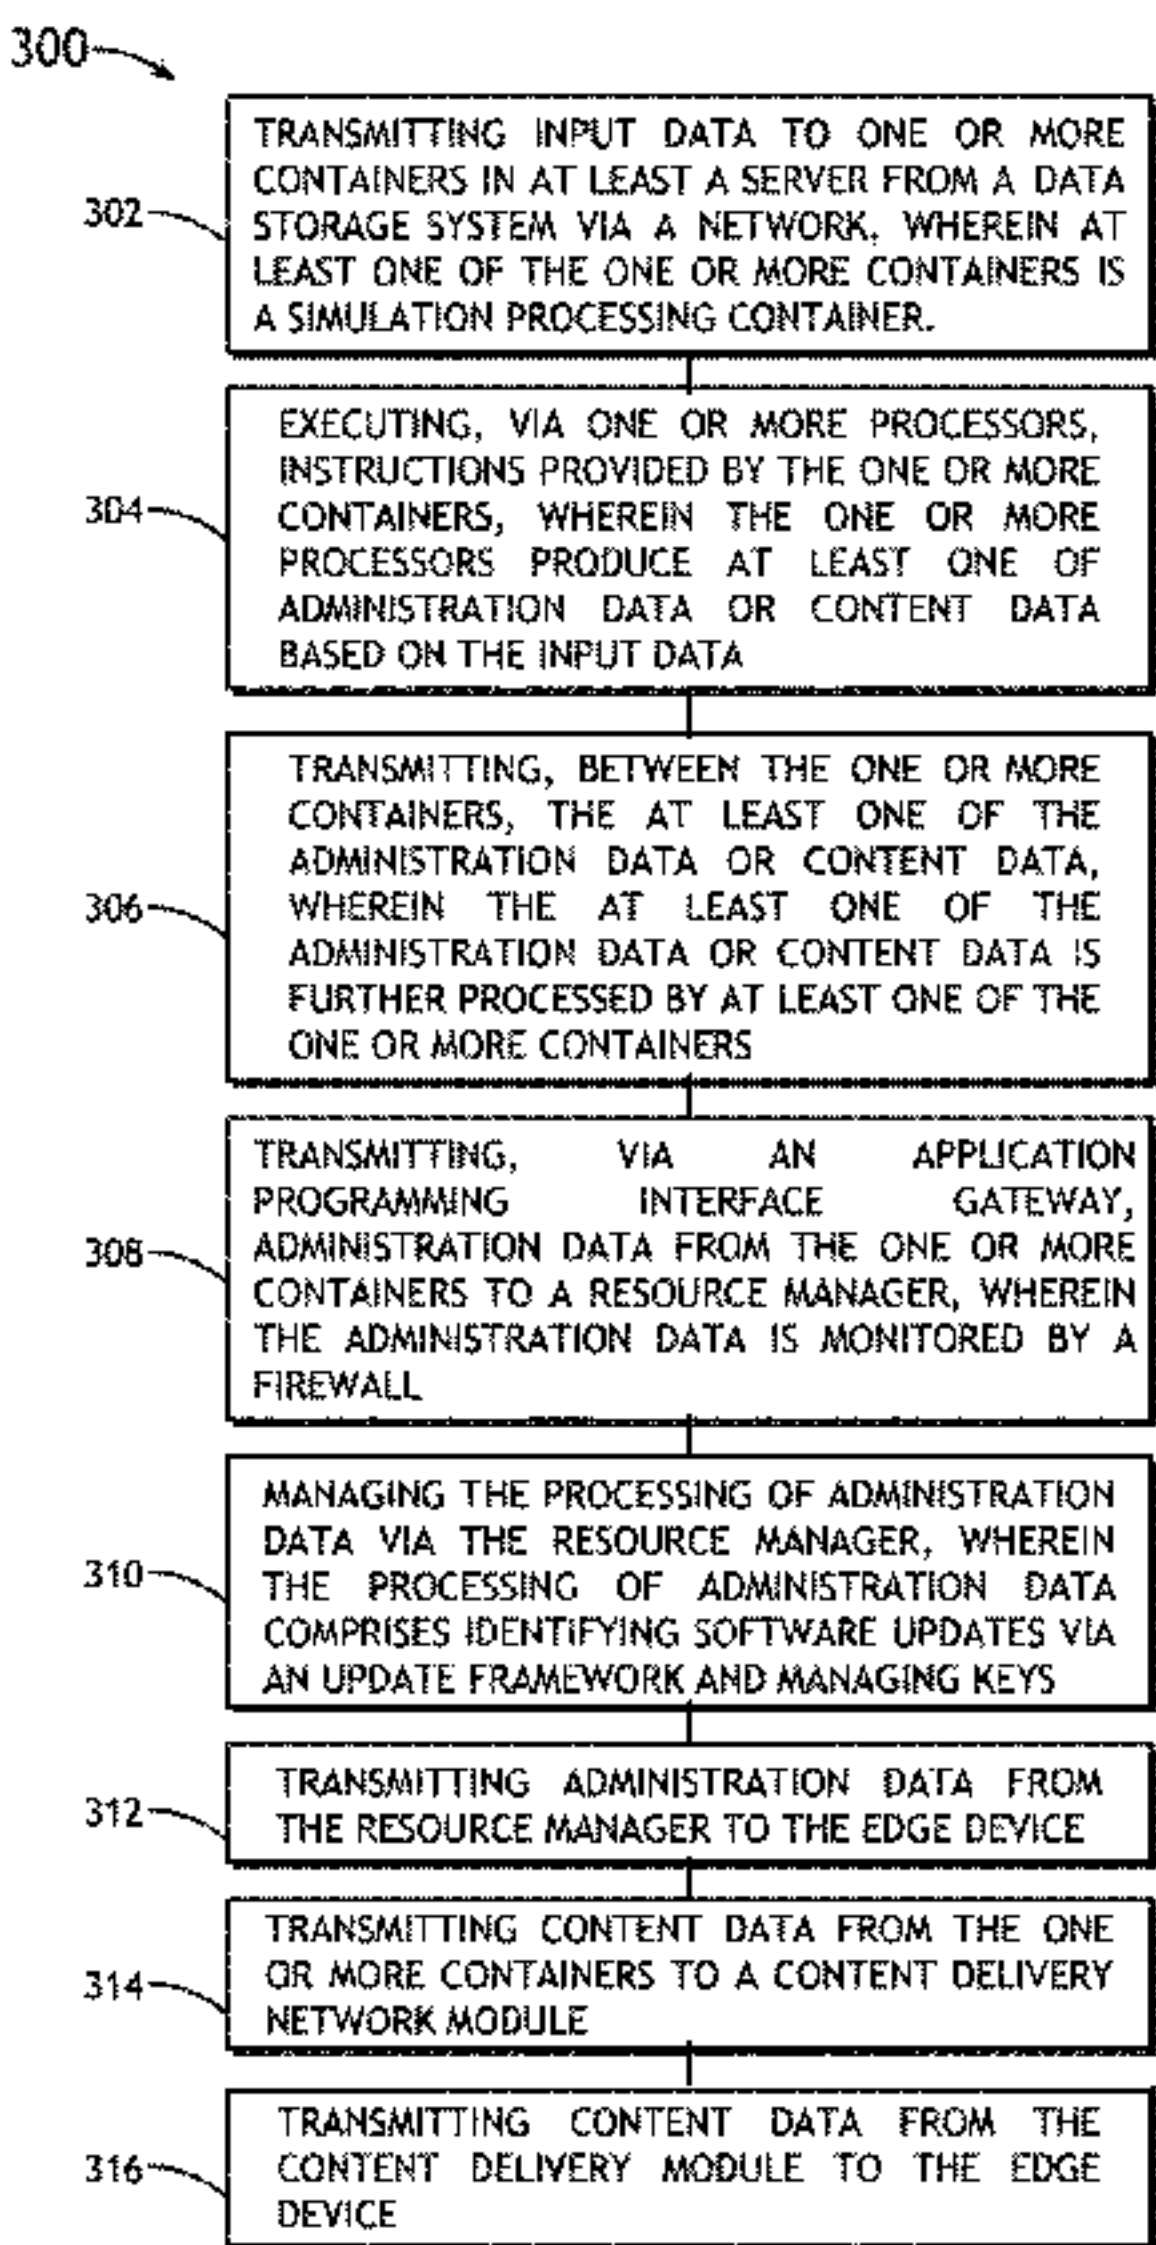 300
302
TRANSMITTING INPUT DATA TO ONE OR MORE
CONTAINERS IN AT LEAST A SERVER FROM A DATA
STORAGE SYSTEM VIA A NETWORK, WHEREIN AT
LEAST ONE OF THE ONE OR MORE CONTAINERS IS
A SIMULATION PROCESSING CONTAINER.
304
EXECUTING, VIA ONE OR MORE PROCESSORS,
INSTRUCTIONS PROVIDED BY THE ONE OR MORE
CONTAINERS, WHEREIN THE ONE OR MORE
PROCESSORS PRODUCE AT LEAST ONE OF
ADMINISTRATION DATA OR CONTENT DATA
BASED ON THE INPUT DATA
306
TRANSMITTING, BETWEEN THE ONE OR MORE
CONTAINERS, THE AT LEAST ONE OF THE
ADMINISTRATION DATA OR CONTENT DATA,
WHEREIN THE AT LEAST ONE OF THE
ADMINISTRATION DATA OR CONTENT DATA IS
FURTHER PROCESSED BY AT LEAST ONE OF THE
ONE OR MORE CONTAINERS
308
TRANSMITTING, VIA AN APPLICATION
PROGRAMMING INTERFACE GATEWAY,
ADMINISTRATION DATA FROM THE ONE OR MORE
CONTAINERS TO A RESOURCE MANAGER, WHEREIN
THE ADMINISTRATION DATA IS MONITORED BY A
FIREWALL
310
MANAGING THE PROCESSING OF ADMINISTRATION
DATA VIA THE RESOURCE MANAGER, WHEREIN
THE PROCESSING OF ADMINISTRATION DATA
COMPRISES IDENTIFYING SOFTWARE UPDATES VIA
AN UPDATE FRAMEWORK AND MANAGING KEYS
312
TRANSMITTING ADMINISTRATION DATA FROM
THE RESOURCE MANAGER TO THE EDGE DEVICE
314
TRANSMITTING CONTENT DATA FROM THE ONE
OR MORE CONTAINERS TO A CONTENT DELIVERY
NETWORK MODULE
316
TRANSMITTING CONTENT DATA FROM THE
CONTENT DELIVERY MODULE TO THE EDGE
DEVICE